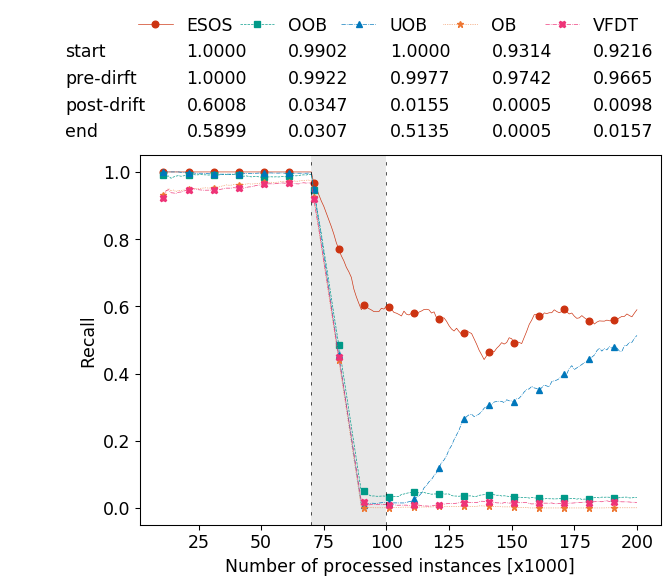 ESOS OOB UOB OB VFDT
start 1.0000 0.9902 1.0000 0.9314 0.9216
pre-dirft 1.0000 0.9922 0.9977 0.9742 0.9665
post-drift 0.6008 0.0347 0.0155 0.0005 0.0098
end 0.5899 0.0307 0.5135 0.0005 0.0157
1.0
0.8
0.6
0.4
0.2
0.0
Recall
25 50 75 100 125 150 175 200
Number of processed instances [x1000]